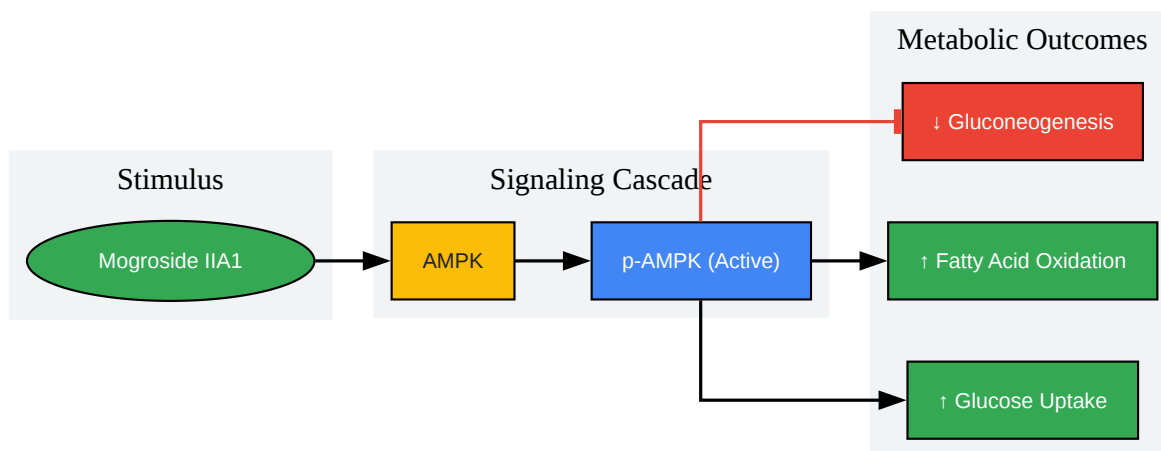 Stimulus
Mogroside IIA1
Signaling Cascade
AMPK
p-AMPK (Active)
Metabolic Outcomes
↓ Gluconeogenesis
↑ Fatty Acid Oxidation
↑ Glucose Uptake